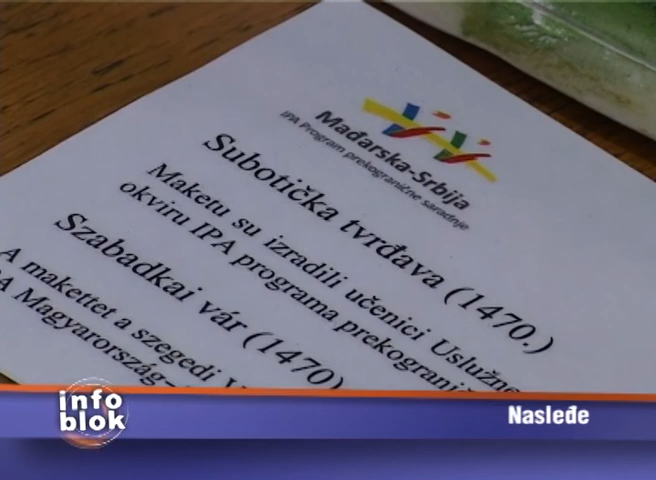 Mađarska-Srbija
IPA Program prekogranične saradnje
Subotička tvrđava (1470.)
Maketu su izradili učenici Uslužne
okviru IPA programa prekogranič
Szabadkai vár (1470)
A makettet a szegedi
Magyarország-
info
blok
Nasleđe